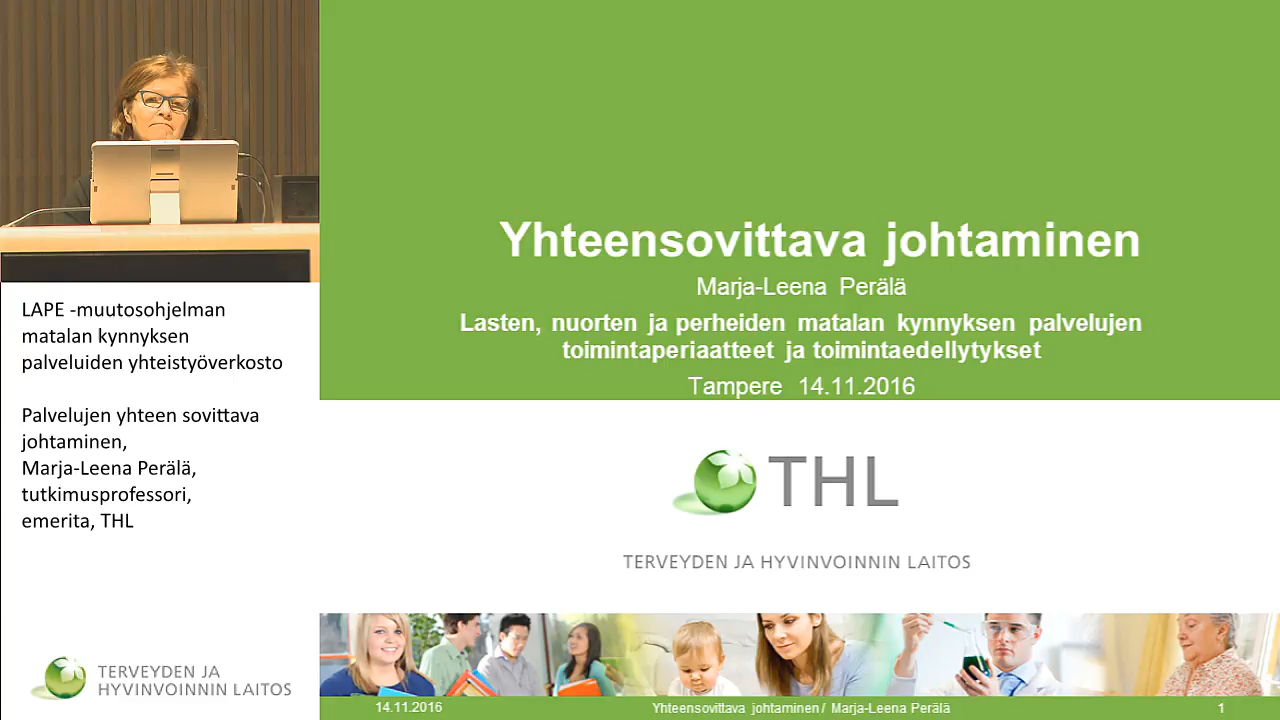 LAPE -muutosohjelman
matalan kynnyksen
palveluiden yhteistyöverkosto
Palvelujen yhteen sovittava
johtaminen,
Marja-Leena Perälä,
tutkimusprofessori,
emerita, THL
TERVEYDEN JA
HYVINVOINNIN LAITOS
Yhteensovittava johtaminen
Marja-Leena Perälä
Lasten, nuorten ja perheiden matalan kynnyksen palvelujen
toimintaperiaatteet ja toimintaedellytykset
Tampere 14.11.2016
THL
TERVEYDEN JA HYVINVOINNIN LAITOS
14.11.2016
Yhteensovittava johtaminen / Marja-Leena Perälä
1